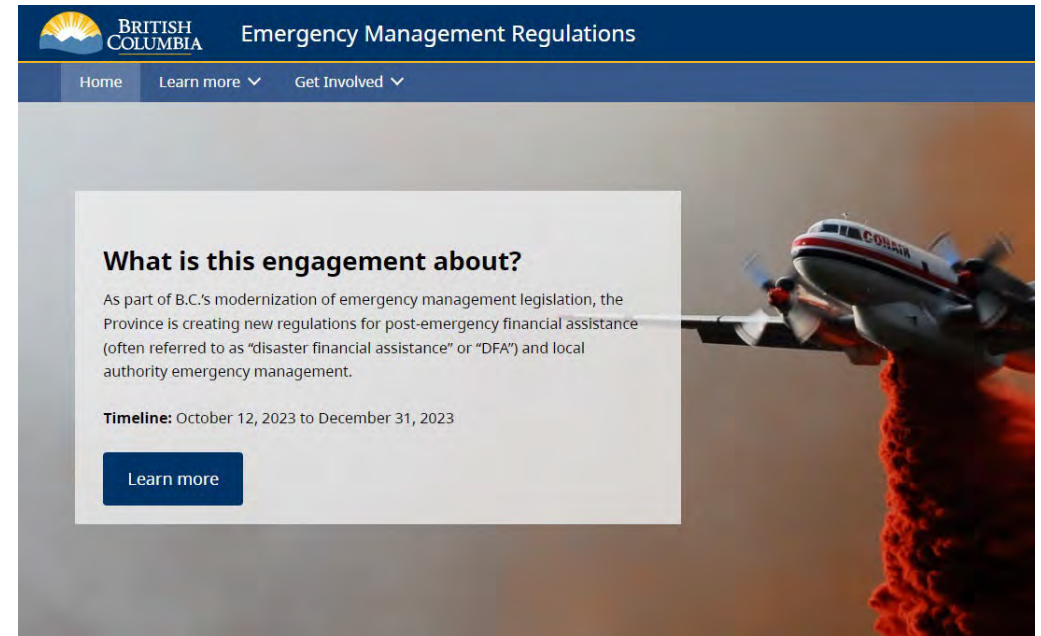 BRITISH
COLUMBIA
Emergency Management Regulations
Home Learn more Get Involved
What is this engagement about?
As part of B.C.'s modernization of emergency management legislation, the
Province is creating new regulations for post-emergency financial assistance
(often referred to as “disaster financial assistance” or “DFA”) and local
authority emergency management.
Timeline: October 12, 2023 to December 31, 2023
Learn more
CONAIR